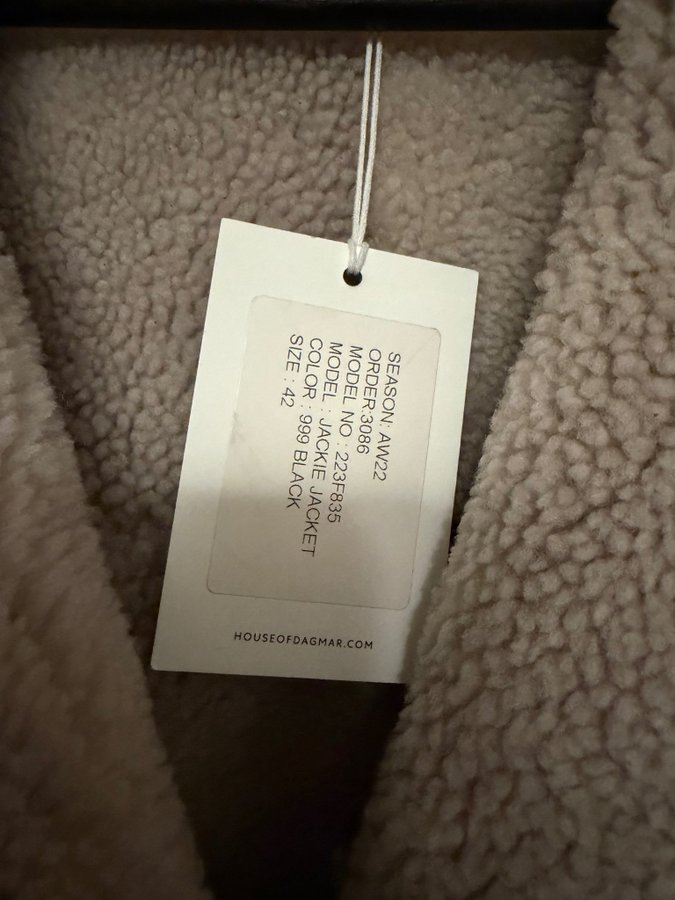 SEASON: AW22
ORDER:3086
MODEL NO : 223F835
MODEL : JACKIE JACKET
COLOR : 999 BLACK
SIZE : 42
HOUSEOFDAGMAR.COM